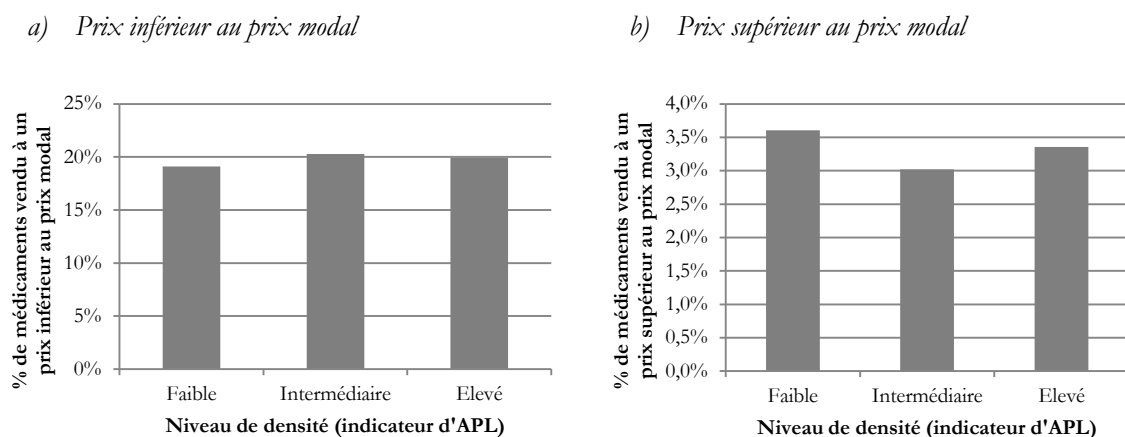 a) Prix inférieur au prix modal
b) Prix supérieur au prix modal
% de médicaments vendu à un
prix inférieur au prix modal
25%
20%
15%
10%
5%
0%
Faible
Intermédiaire
Elevé
Niveau de densité (indicateur d'APL)
% de médicaments vendu à un
prix supérieur au prix modal
4,0%
3,5%
3,0%
2,5%
2,0%
1,5%
1,0%
0,5%
0,0%
Faible
Intermédiaire
Elevé
Niveau de densité (indicateur d'APL)